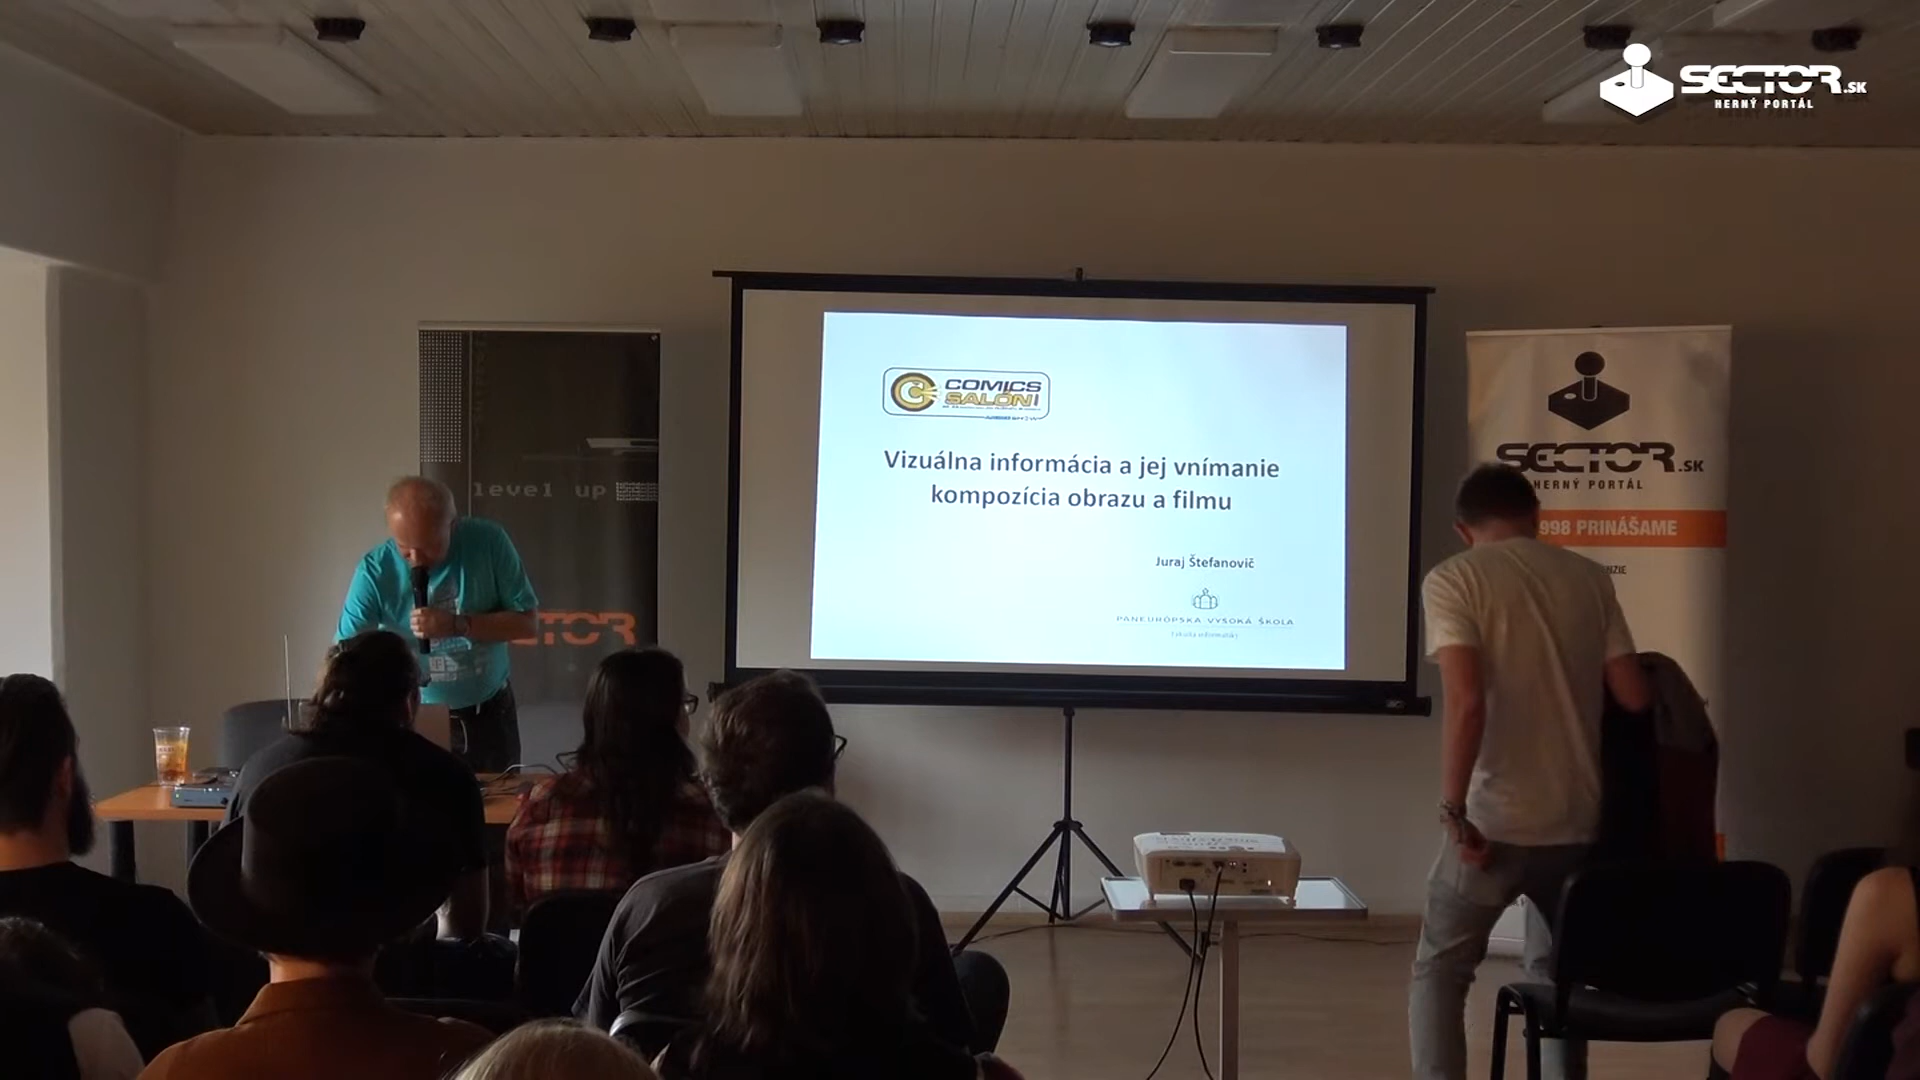 SECTOR.SK
HERNÝ PORTÁL
COMICS
SALÓN
Vizuálna informácia a jej vnímanie
kompozícia obrazu a filmu
Juraj Štefanovič
PANEURÓPSKA VYSOKÁ ŠKOLA
level up
CTOR
SECTOR.SK
HERNÝ PORTÁL
998 PRINÁŠAME